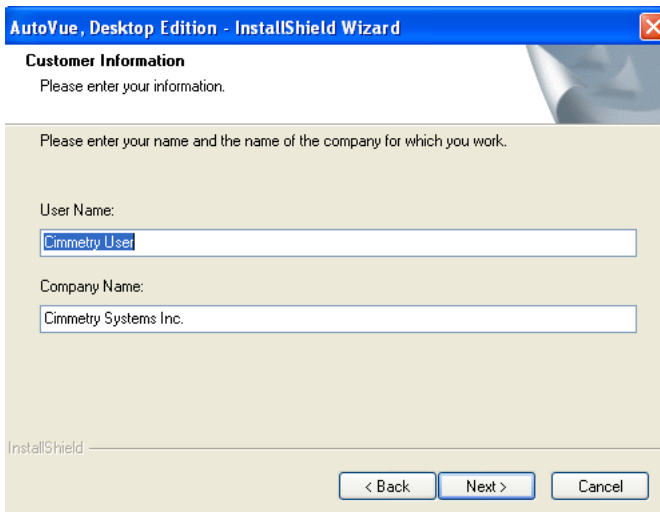 AutoVue, Desktop Edition - InstallShield Wizard
Customer Information
Please enter your information.
Please enter your name and the name of the company for which you work.
User Name:
Cimmetry User
Company Name:
Cimmetry Systems Inc.
InstallShield
< Back Next > Cancel